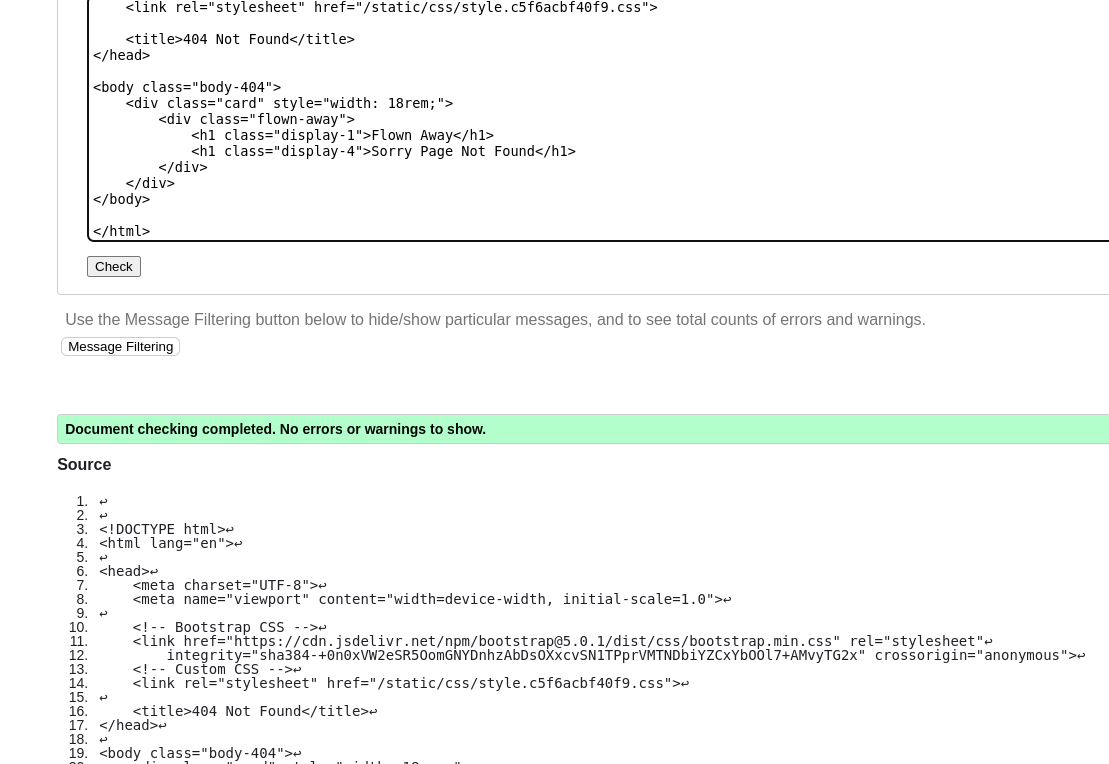 <link rel="stylesheet" href="/static/css/style.c5f6acbf40f9.css">
    <title>404 Not Found</title>
</head>
<body class="body-404">
    <div class="card" style="width: 18rem;">
        <div class="flown-away">
            <h1 class="display-1">Flown Away</h1>
            <h1 class="display-4">Sorry Page Not Found</h1>
        </div>
    </div>
</body>
</html>
Check
Use the Message Filtering button below to hide/show particular messages, and to see total counts of errors and warnings.
Message Filtering
Document checking completed. No errors or warnings to show.
Source
1. ↩
2. ↩
3. <!DOCTYPE html>↩
4. <html lang="en">↩
5. ↩
6. <head>↩
7.     <meta charset="UTF-8">↩
8.     <meta name="viewport" content="width=device-width, initial-scale=1.0">↩
9. ↩
10.     <!-- Bootstrap CSS -->↩
11.     <link href="https://cdn.jsdelivr.net/npm/bootstrap@5.0.1/dist/css/bootstrap.min.css" rel="stylesheet"↩
12.         integrity="sha384-+0n0xVW2eSR5OomGNYDnhzAbDsOXxcvSN1TPprVMTNDbiYZCxYbOOl7+AMvyTG2x" crossorigin="anonymous">↩
13.     <!-- Custom CSS -->↩
14.     <link rel="stylesheet" href="/static/css/style.c5f6acbf40f9.css">↩
15. ↩
16.     <title>404 Not Found</title>↩
17. </head>↩
18. ↩
19. <body class="body-404">↩